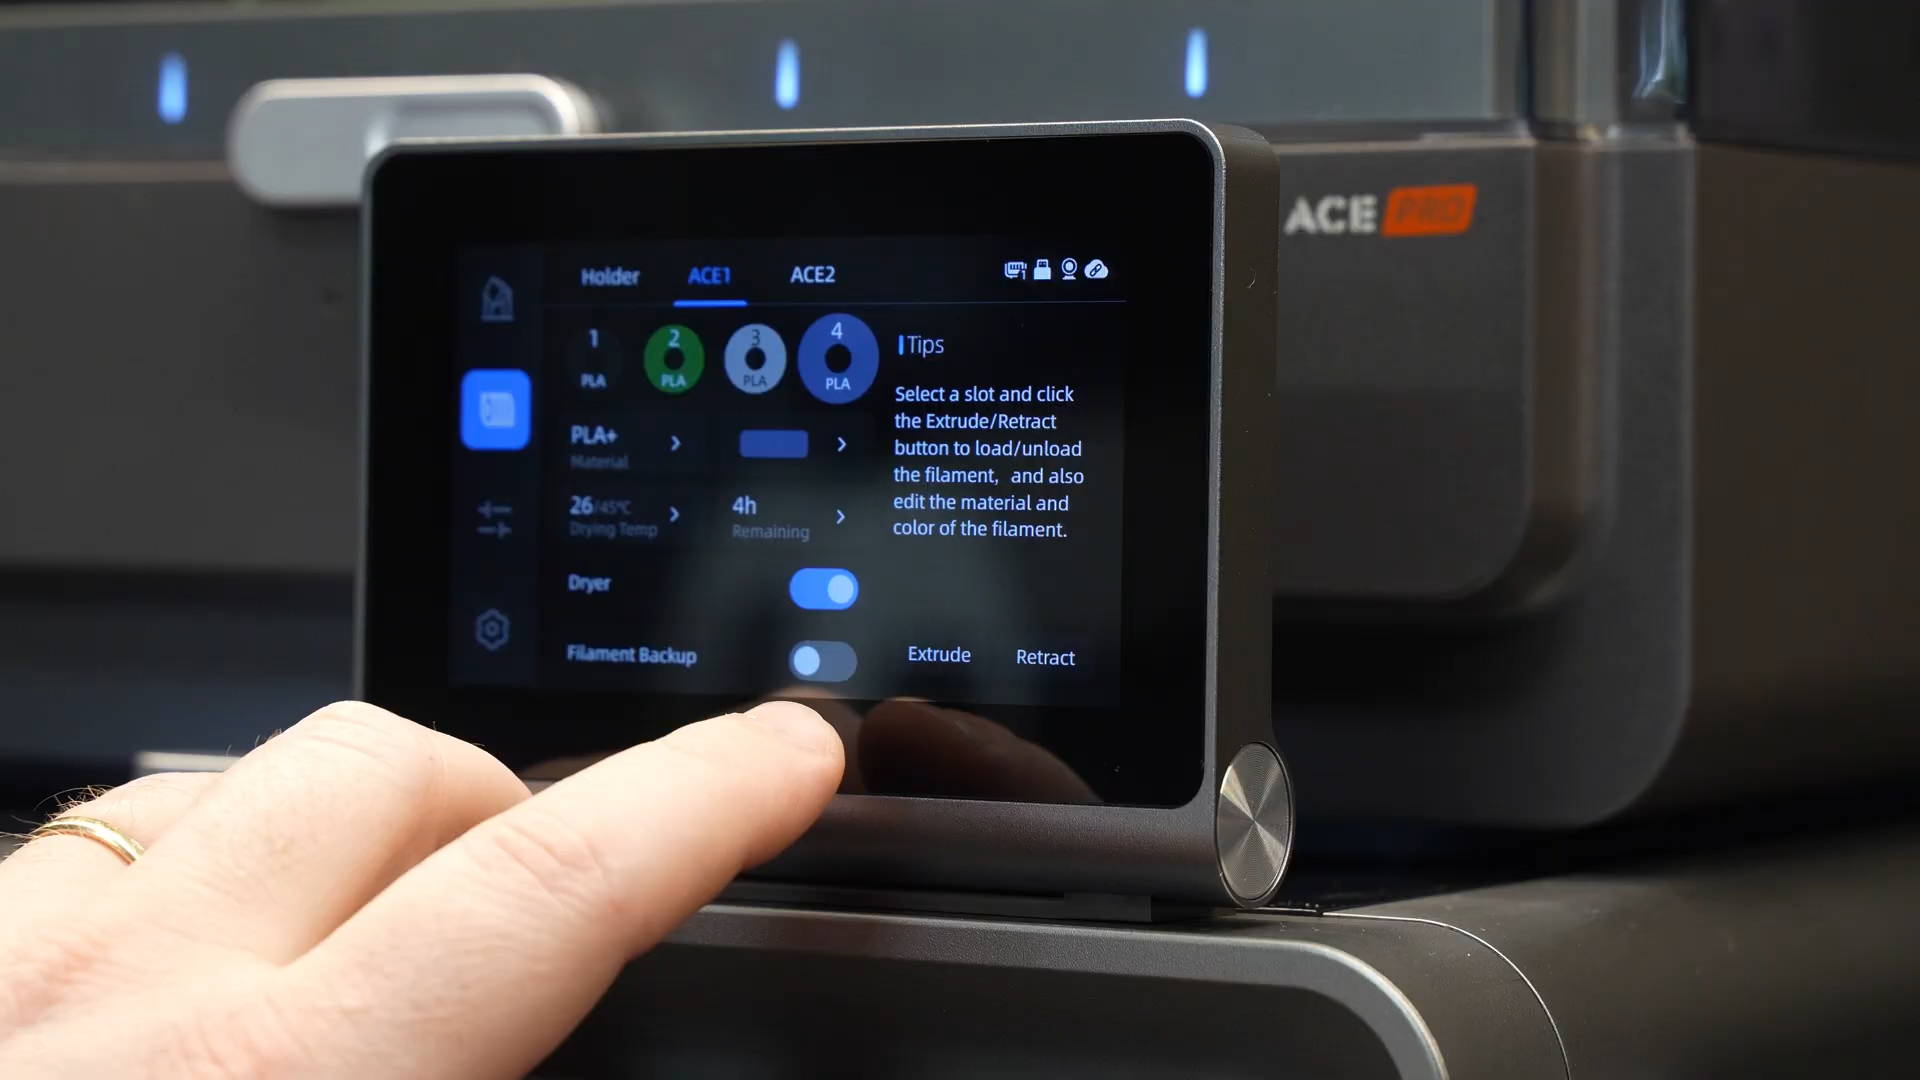 ACE PRO
Holder ACE1 ACE2
1 2 3 4
PLA PLA PLA PLA
Tips
Select a slot and click
the Extrude/Retract
button to load/unload
the filament, and also
edit the material and
color of the filament.
PLA+
Material
26/45°C
Drying Temp
4h
Remaining
Dryer
Filament Backup
Extrude Retract